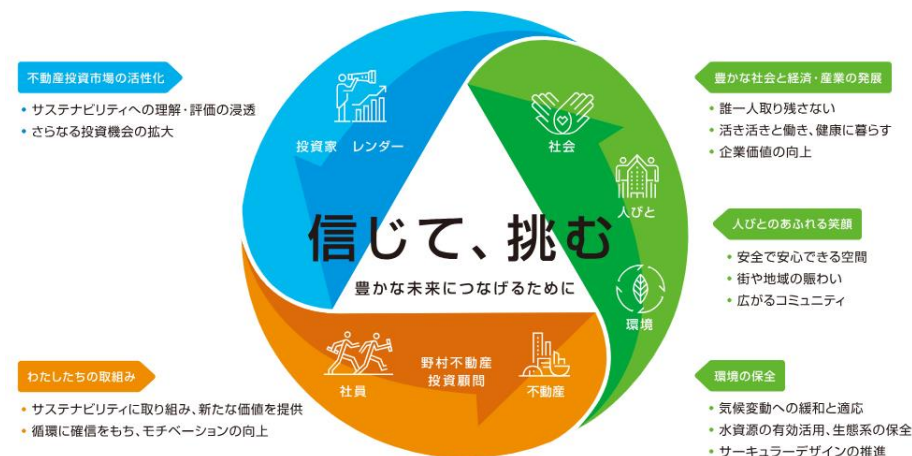 不動産投資市場の活性化
• サステナビリティへの理解・評価の浸透
• さらなる投資機会の拡大
投資家 レンダー
社会
人びと
環境
豊かな社会と経済・産業の発展
• 誰一人取り残さない
• 活き活きと働き、健康に暮らす
• 企業価値の向上
信じて、挑む
豊かな未来につなげるために
人びとのあふれる笑顔
• 安全で安心できる空間
• 街や地域の賑わい
• 広がるコミュニティ
わたしたちの取組み
• サステナビリティに取り組み、新たな価値を提供
• 循環に確信をもち、モチベーションの向上
社員
野村不動産
投資顧問
不動産
環境の保全
• 気候変動への緩和と適応
• 水資源の有効活用、生態系の保全
• サーキュラーデザインの推進